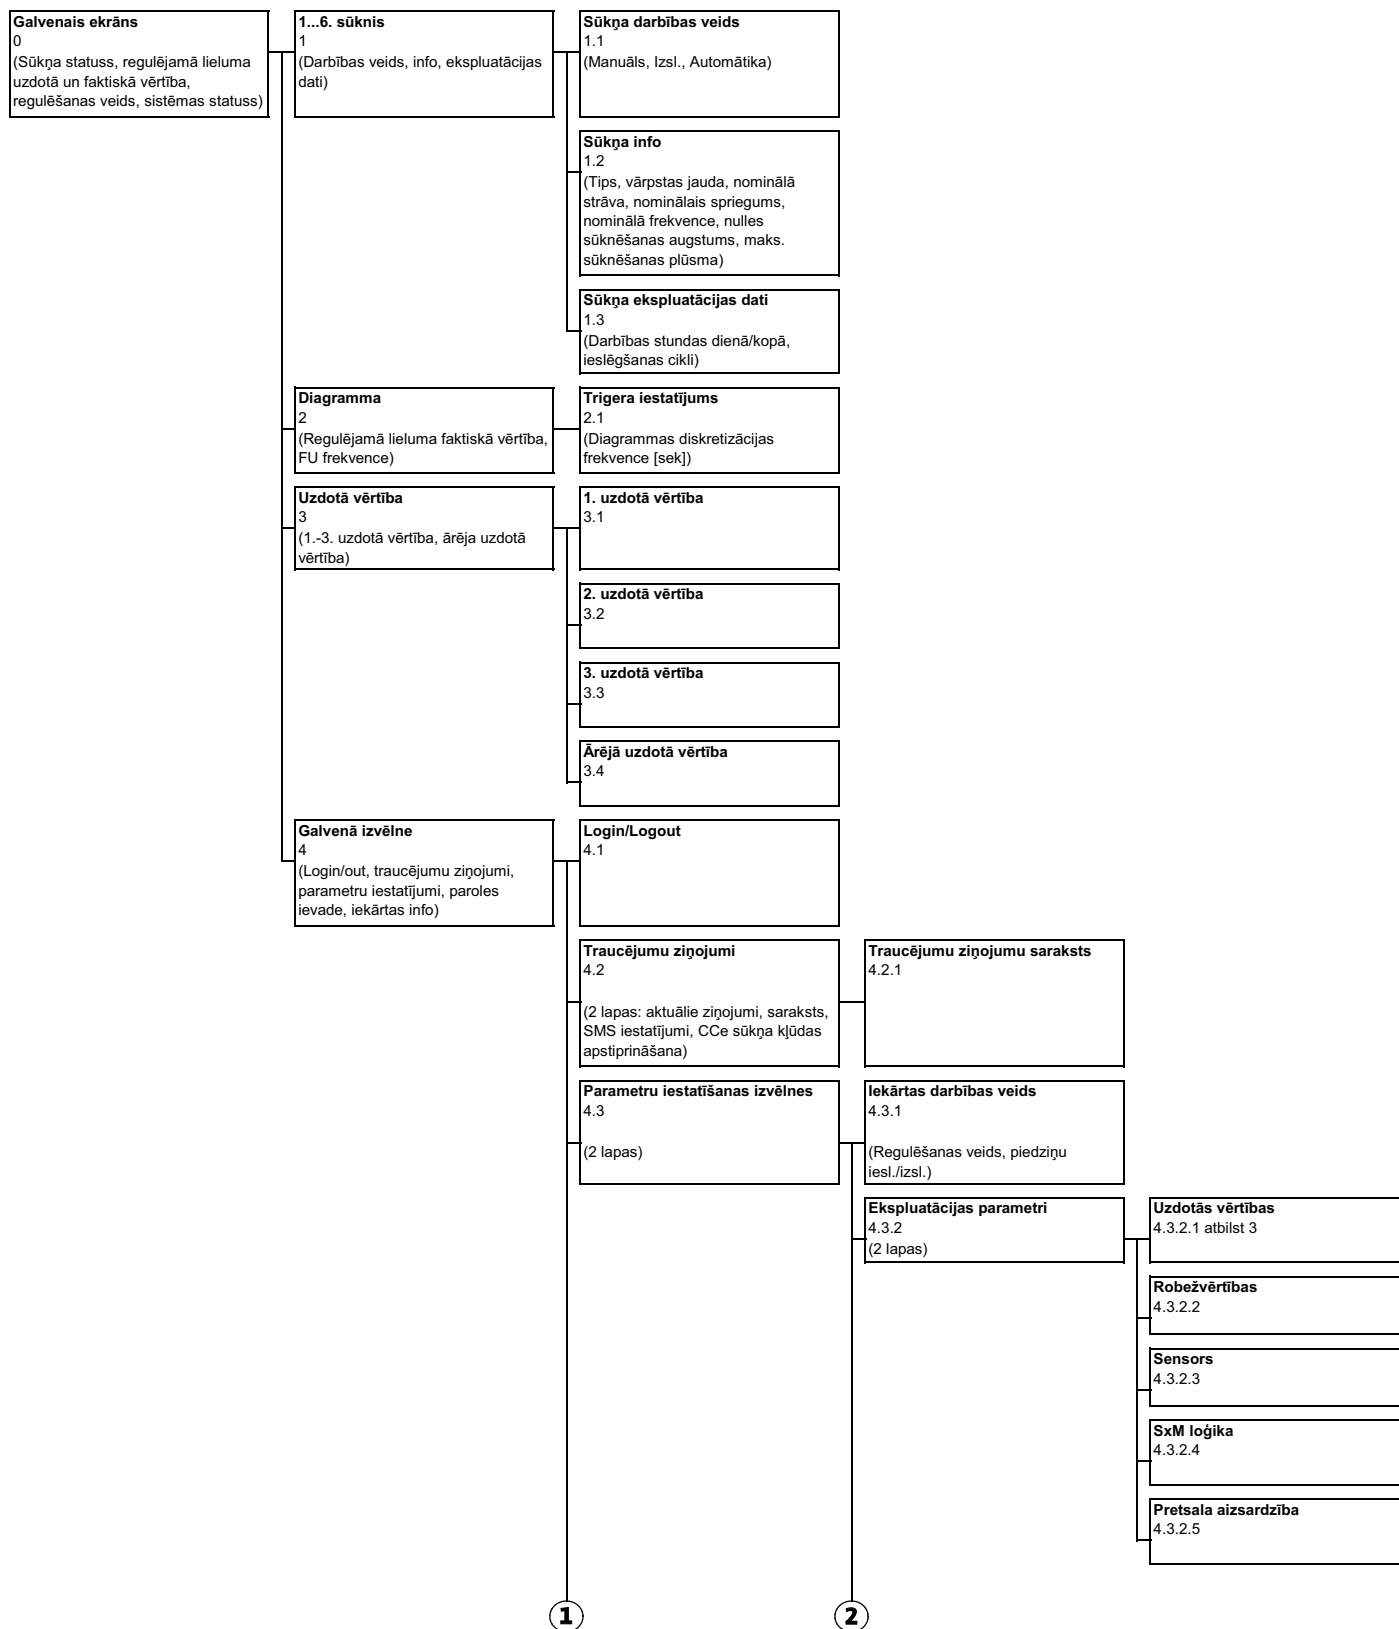 Galvenais ekrāns
0
(Sūkņa statuss, regulējamā lieluma
uzdotā un faktiskā vērtība,
regulēšanas veids, sistēmas statuss)
1...6. sūknis
1
(Darbības veids, info, ekspluatācijas
dati)
Sūkņa darbības veids
1.1
(Manuāls, Izsl., Automātika)
Sūkņa info
1.2
(Tips, vārpstas jauda, nominālā
strāva, nominālais spriegums,
nominālā frekvence, nulles
sūknēšanas augstums, maks.
sūknēšanas plūsma)
Sūkņa ekspluatācijas dati
1.3
(Darbības stundas dienā/kopā,
ieslēgšanas cikli)
Diagramma
2
(Regulējamā lieluma faktiskā vērtība,
FU frekvence)
Trigera iestatījums
2.1
(Diagrammas diskretizācijas
frekvence [sek])
Uzdotā vērtība
3
(1.-3. uzdotā vērtība, ārēja uzdotā
vērtība)
1. uzdotā vērtība
3.1
2. uzdotā vērtība
3.2
3. uzdotā vērtība
3.3
Ārējā uzdotā vērtība
3.4
Galvenā izvēlne
4
(Login/out, traucējumu ziņojumi,
parametru iestatījumi, paroles
ievade, iekārtas info)
Login/Logout
4.1
Traucējumu ziņojumi
4.2
(2 lapas: aktuālie ziņojumi, saraksts,
SMS iestatījumi, CCe sūkņa kļūdas
apstiprināšana)
Traucējumu ziņojumu saraksts
4.2.1
Parametru iestatīšanas izvēlnes
4.3
(2 lapas)
Iekārtas darbības veids
4.3.1
(Regulēšanas veids, piedziņu
iesl./izsl.)
Ekspluatācijas parametri
4.3.2
(2 lapas)
Uzdotās vērtības
4.3.2.1 atbilst 3
Robežvērtības
4.3.2.2
Sensors
4.3.2.3
SxM loģika
4.3.2.4
Pretsala aizsardzība
4.3.2.5
1
2